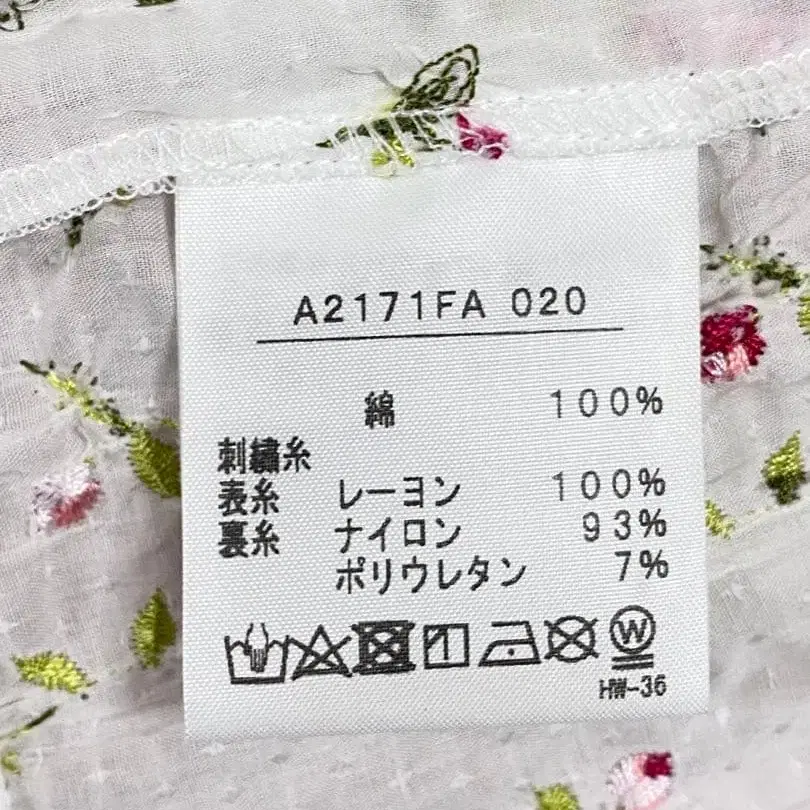 A2171FA 020
綿 100%
刺繍糸
表糸 レーヨン 100%
裏糸 ナイロン 93%
ポリウレタン 7%
W
HW-36